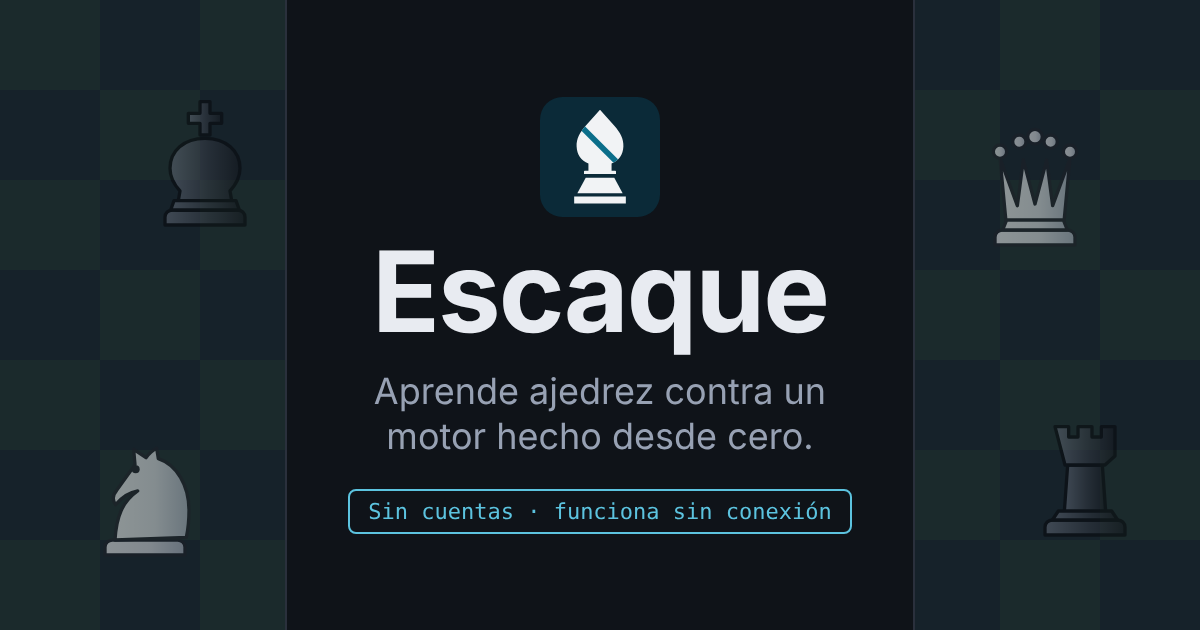 Escaque
Aprende ajedrez contra un
motor hecho desde cero.
Sin cuentas · funciona sin conexión